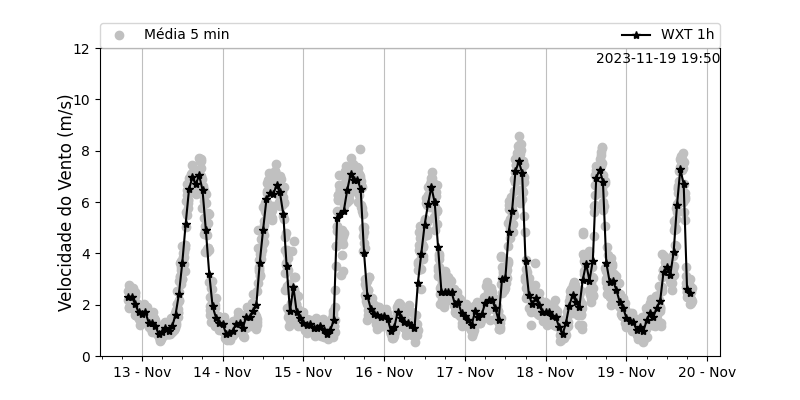 Média 5 min
WXT 1h
2023-11-19 19:50
Velocidade do Vento (m/s)
12
10
8
6
4
2
0
13 - Nov 14 - Nov 15 - Nov 16 - Nov 17 - Nov 18 - Nov 19 - Nov 20 - Nov